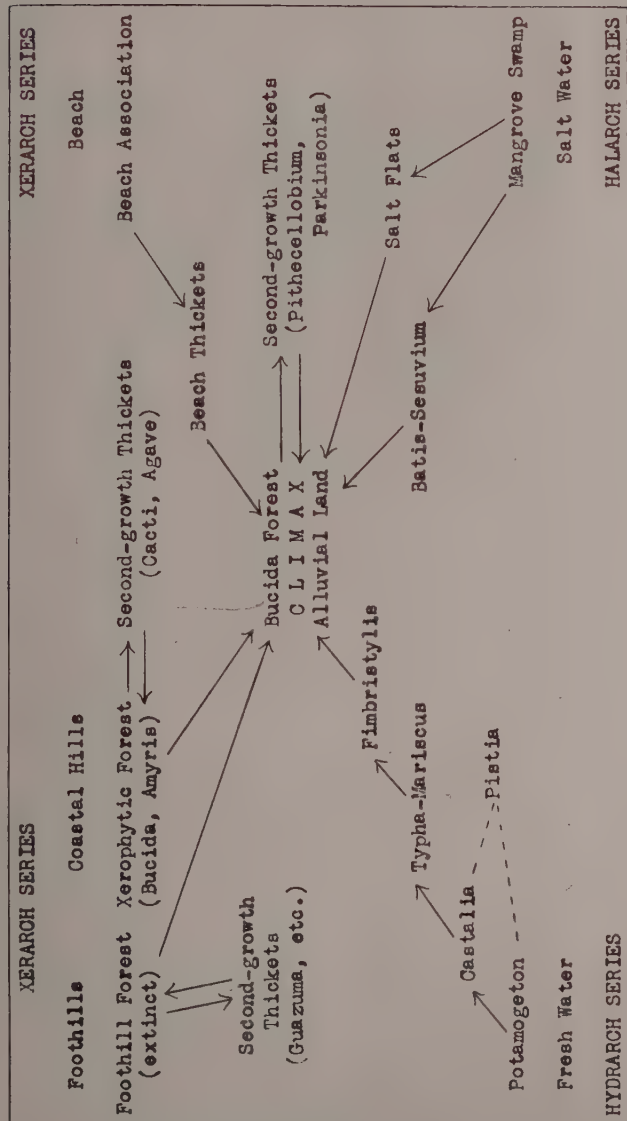 XERARCH SERIES XERARCH SERIES
Foothills Coastal Hills Beach
Foothill Forest Xerophytic Forest Second-growth Thickets Beach Association
(extinct) (Bucida, Amyris) (Cacti, Agave)
Beach Thickets
Second-growth
Thickets
(Guazuma, etc.)
Bucida Forest
C L I M A X
Alluvial Land
Second-growth Thickets
(Pithecellobium,
Parkinsonia)
Fimbristylis
Salt Flats
Typha-Mariscus
Batis-Sesuvium
Castalia
Pistia
Potamogeton Mangrove Swamp
Fresh Water Salt Water
HYDRARCH SERIES HALARCH SERIES